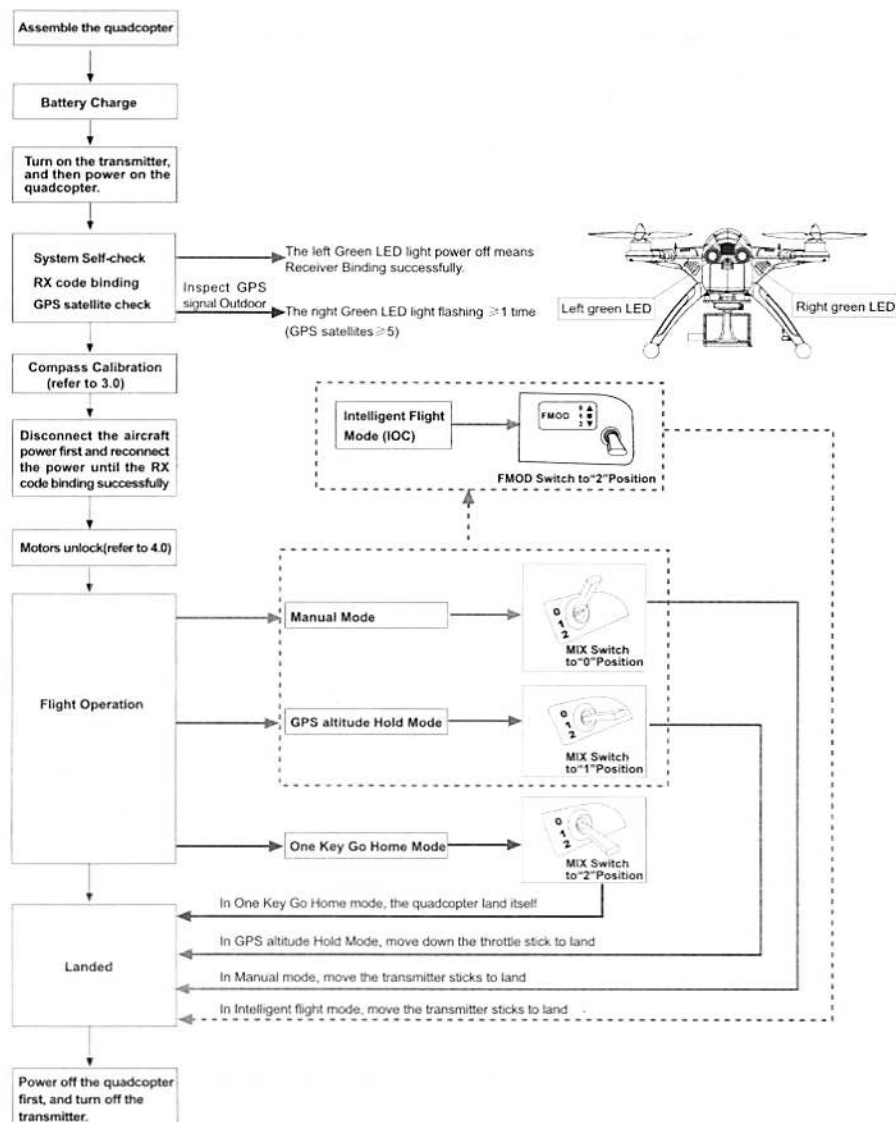 Assemble the quadcopter
Battery Charge
Turn on the transmitter,
and then power on the
quadcopter.
System Self-check
RX code binding
GPS satellite check
The left Green LED light power off means
Receiver Binding successfully.
Inspect GPS
signal Outdoor
The right Green LED light flashing ≥1 time
(GPS satellites≥5)
Left green LED
Right green LED
Compass Calibration
(refer to 3.0)
Disconnect the aircraft
power first and reconnect
the power until the RX
code binding successfully
Intelligent Flight
Mode (IOC)
FMOD
0 ▲
1 ■
2 ▼
FMOD Switch to“2”Position
Motors unlock(refer to 4.0)
Flight Operation
Manual Mode
0
1
2
MIX Switch
to“0”Position
GPS altitude Hold Mode
0
1
2
MIX Switch
to“1”Position
One Key Go Home Mode
0
1
2
MIX Switch
to“2”Position
Landed
In One Key Go Home mode, the quadcopter land itself
In GPS altitude Hold Mode, move down the throttle stick to land
In Manual mode, move the transmitter sticks to land
In Intelligent flight mode, move the transmitter sticks to land
Power off the quadcopter
first, and turn off the
transmitter.